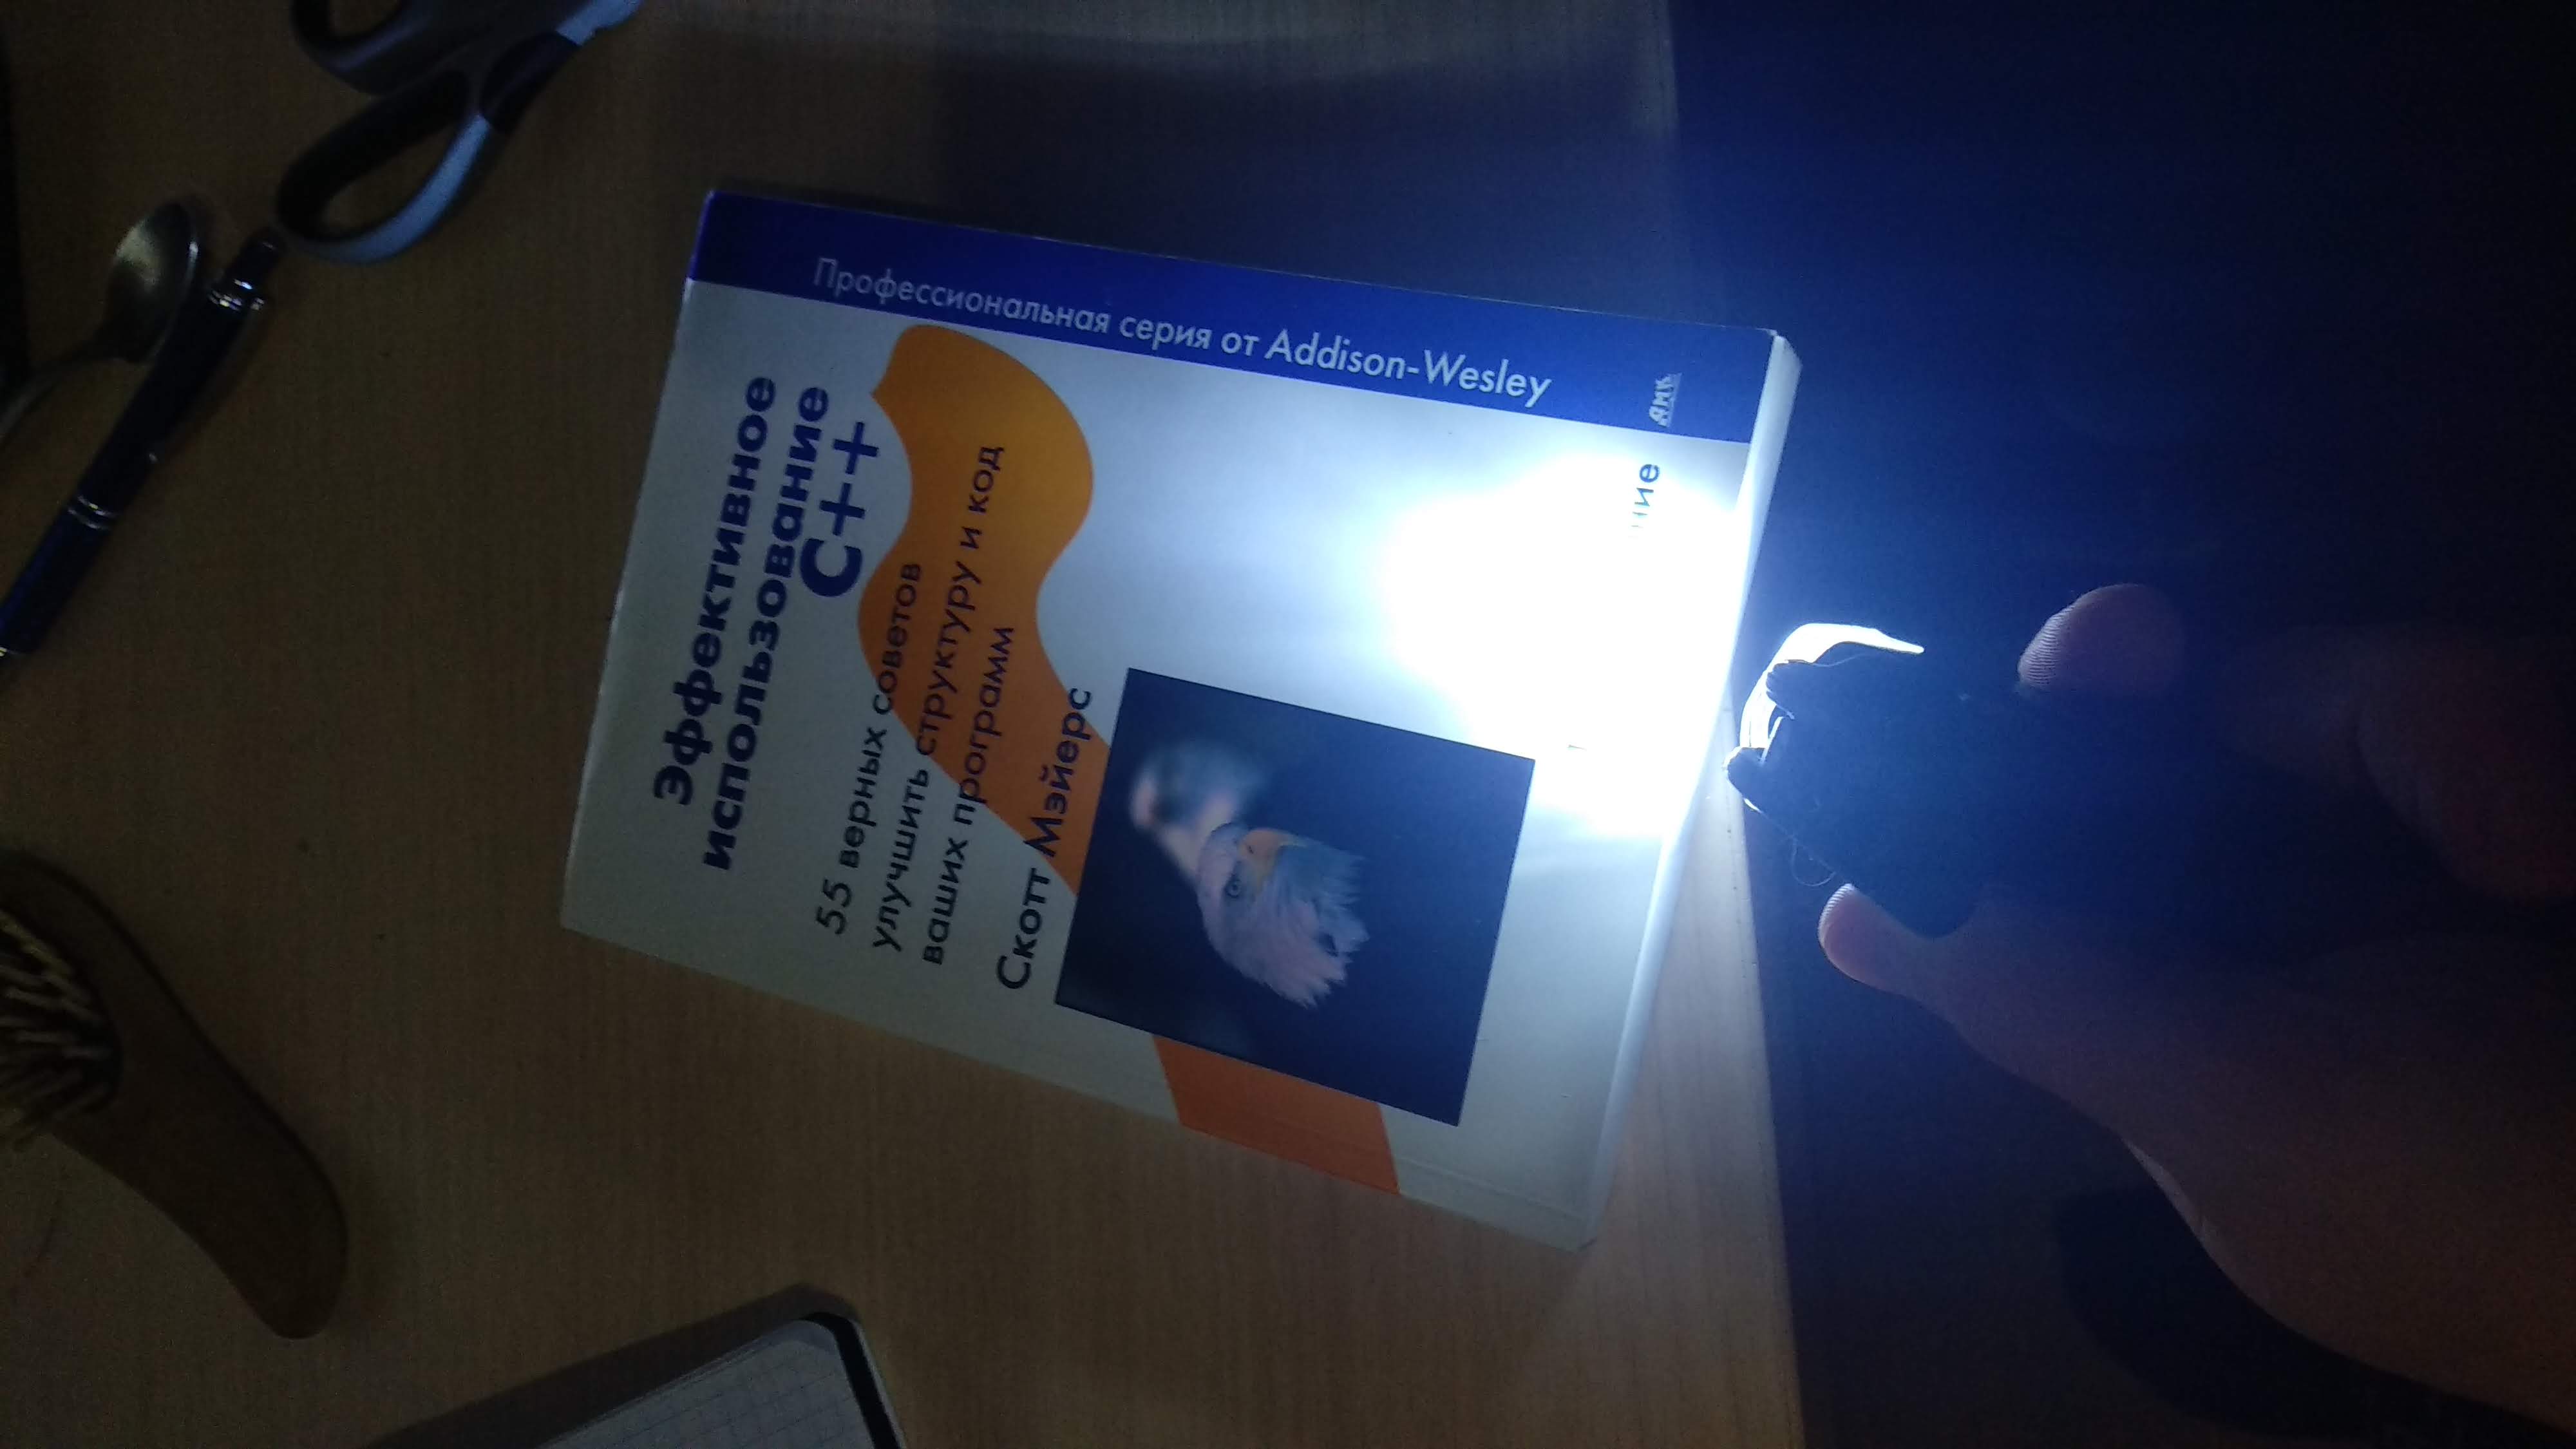 Эффективное
использование
C++
55 верных советов
улучшить структуру и код
ваших программ
Скотт Мэйерс
Профессиональная серия от Addison-Wesley
ДМК